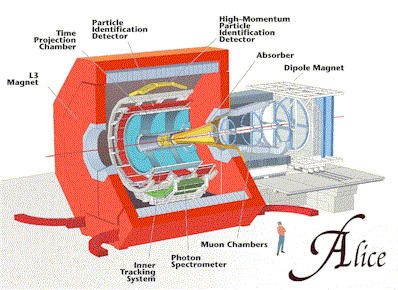 Particle
Identification
Detector
High-Momentum
Particle
Identification
Detector
Time
Projection
Chamber
Absorber
L3
Magnet
Dipole Magnet
Muon Chambers
Photon
Spectrometer
Inner
Tracking
System
Alice